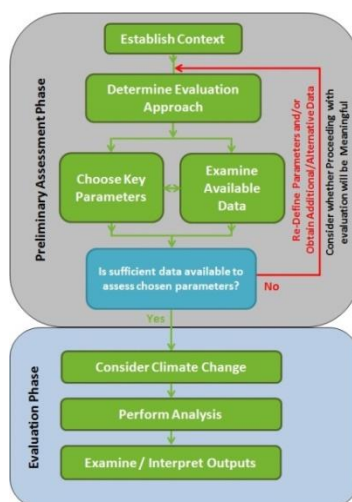 Establish Context
Determine Evaluation
Approach
Choose Key
Parameters
Examine
Available
Data
Is sufficient data available to
assess chosen parameters?
No
Yes
Re-Define Parameters and/or
Obtain Additional/Alternative Data
Consider whether Proceeding with
evaluation will be Meaningful
Preliminary Assessment Phase
Consider Climate Change
Perform Analysis
Examine / Interpret Outputs
Evaluation Phase